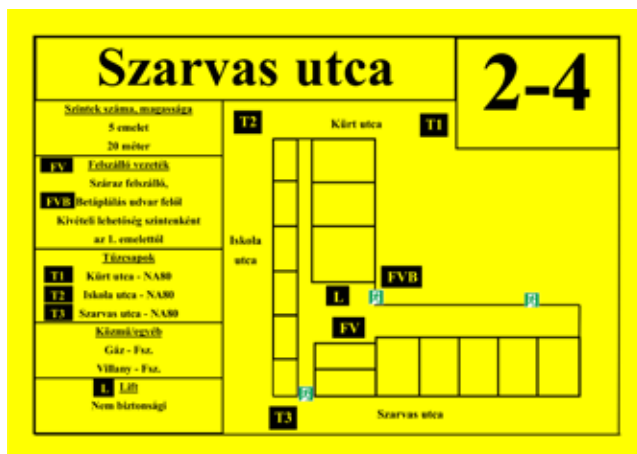 Szarvas utca
2-4
Szintek száma, magassága
5 emelet
20 méter
FV Felszálló vezeték
Száraz felszálló,
FVB Betáplálás udvar felől
Kivételi lehetőség szintenként
az 1. emelettől
Tűzcsapok
T1 Kürt utca - NA80
T2 Iskola utca - NA80
T3 Szarvas utca - NA80
Közmű/egyéb
Gáz - Fsz.
Villany - Fsz.
L Lift
Nem biztonsági
T2
Kürt utca
T1
Iskola
utca
FVB
L
FV
T3
Szarvas utca